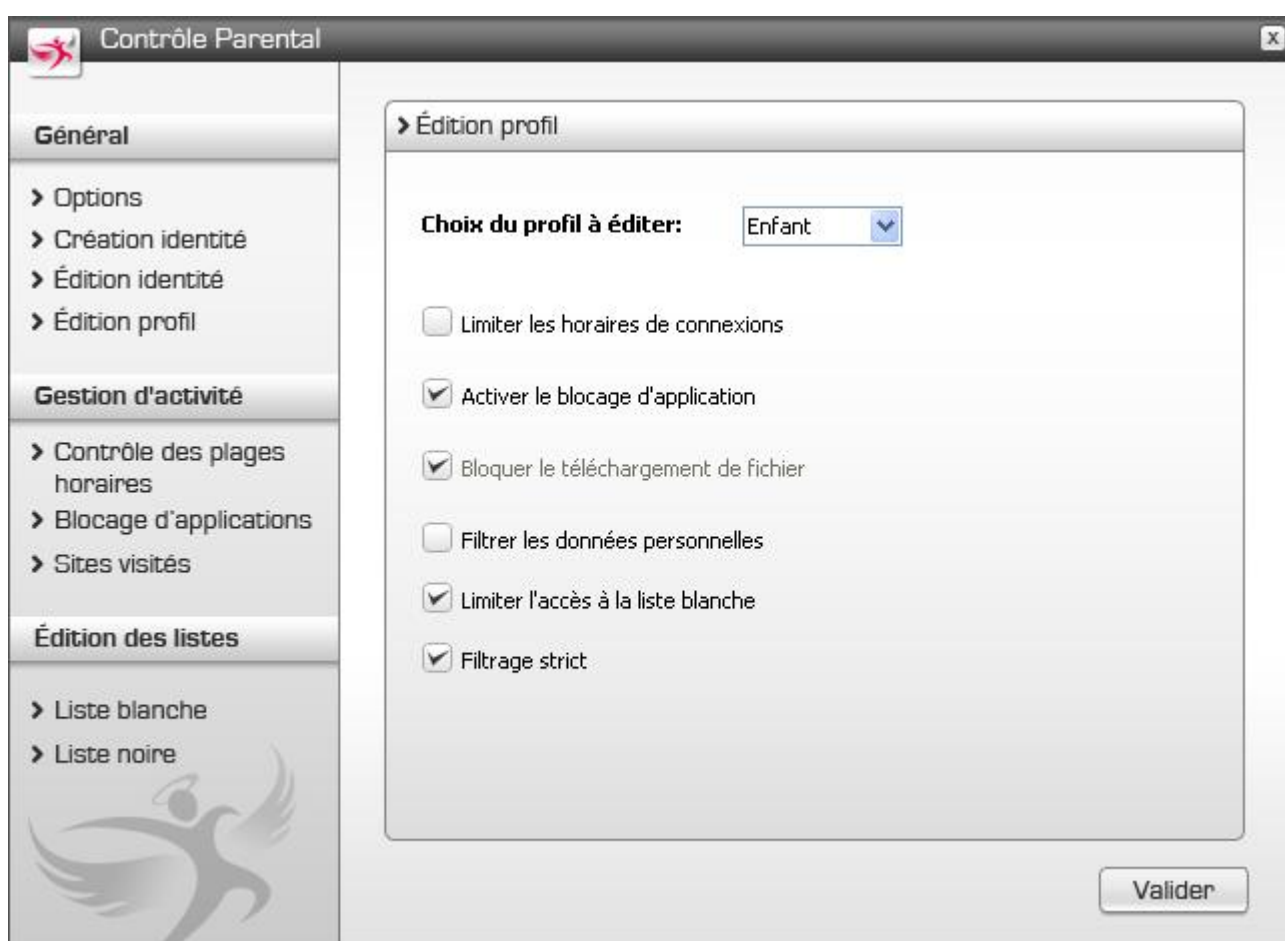 Contrôle Parental
x
Général
Options
Création identité
Édition identité
Édition profil
Gestion d'activité
Contrôle des plages
horaires
Blocage d'applications
Sites visités
Édition des listes
Liste blanche
Liste noire
Édition profil
Choix du profil à éditer:
Enfant
Limiter les horaires de connexions
Activer le blocage d'application
Bloquer le téléchargement de fichier
Filtrer les données personnelles
Limiter l'accès à la liste blanche
Filtrage strict
Valider